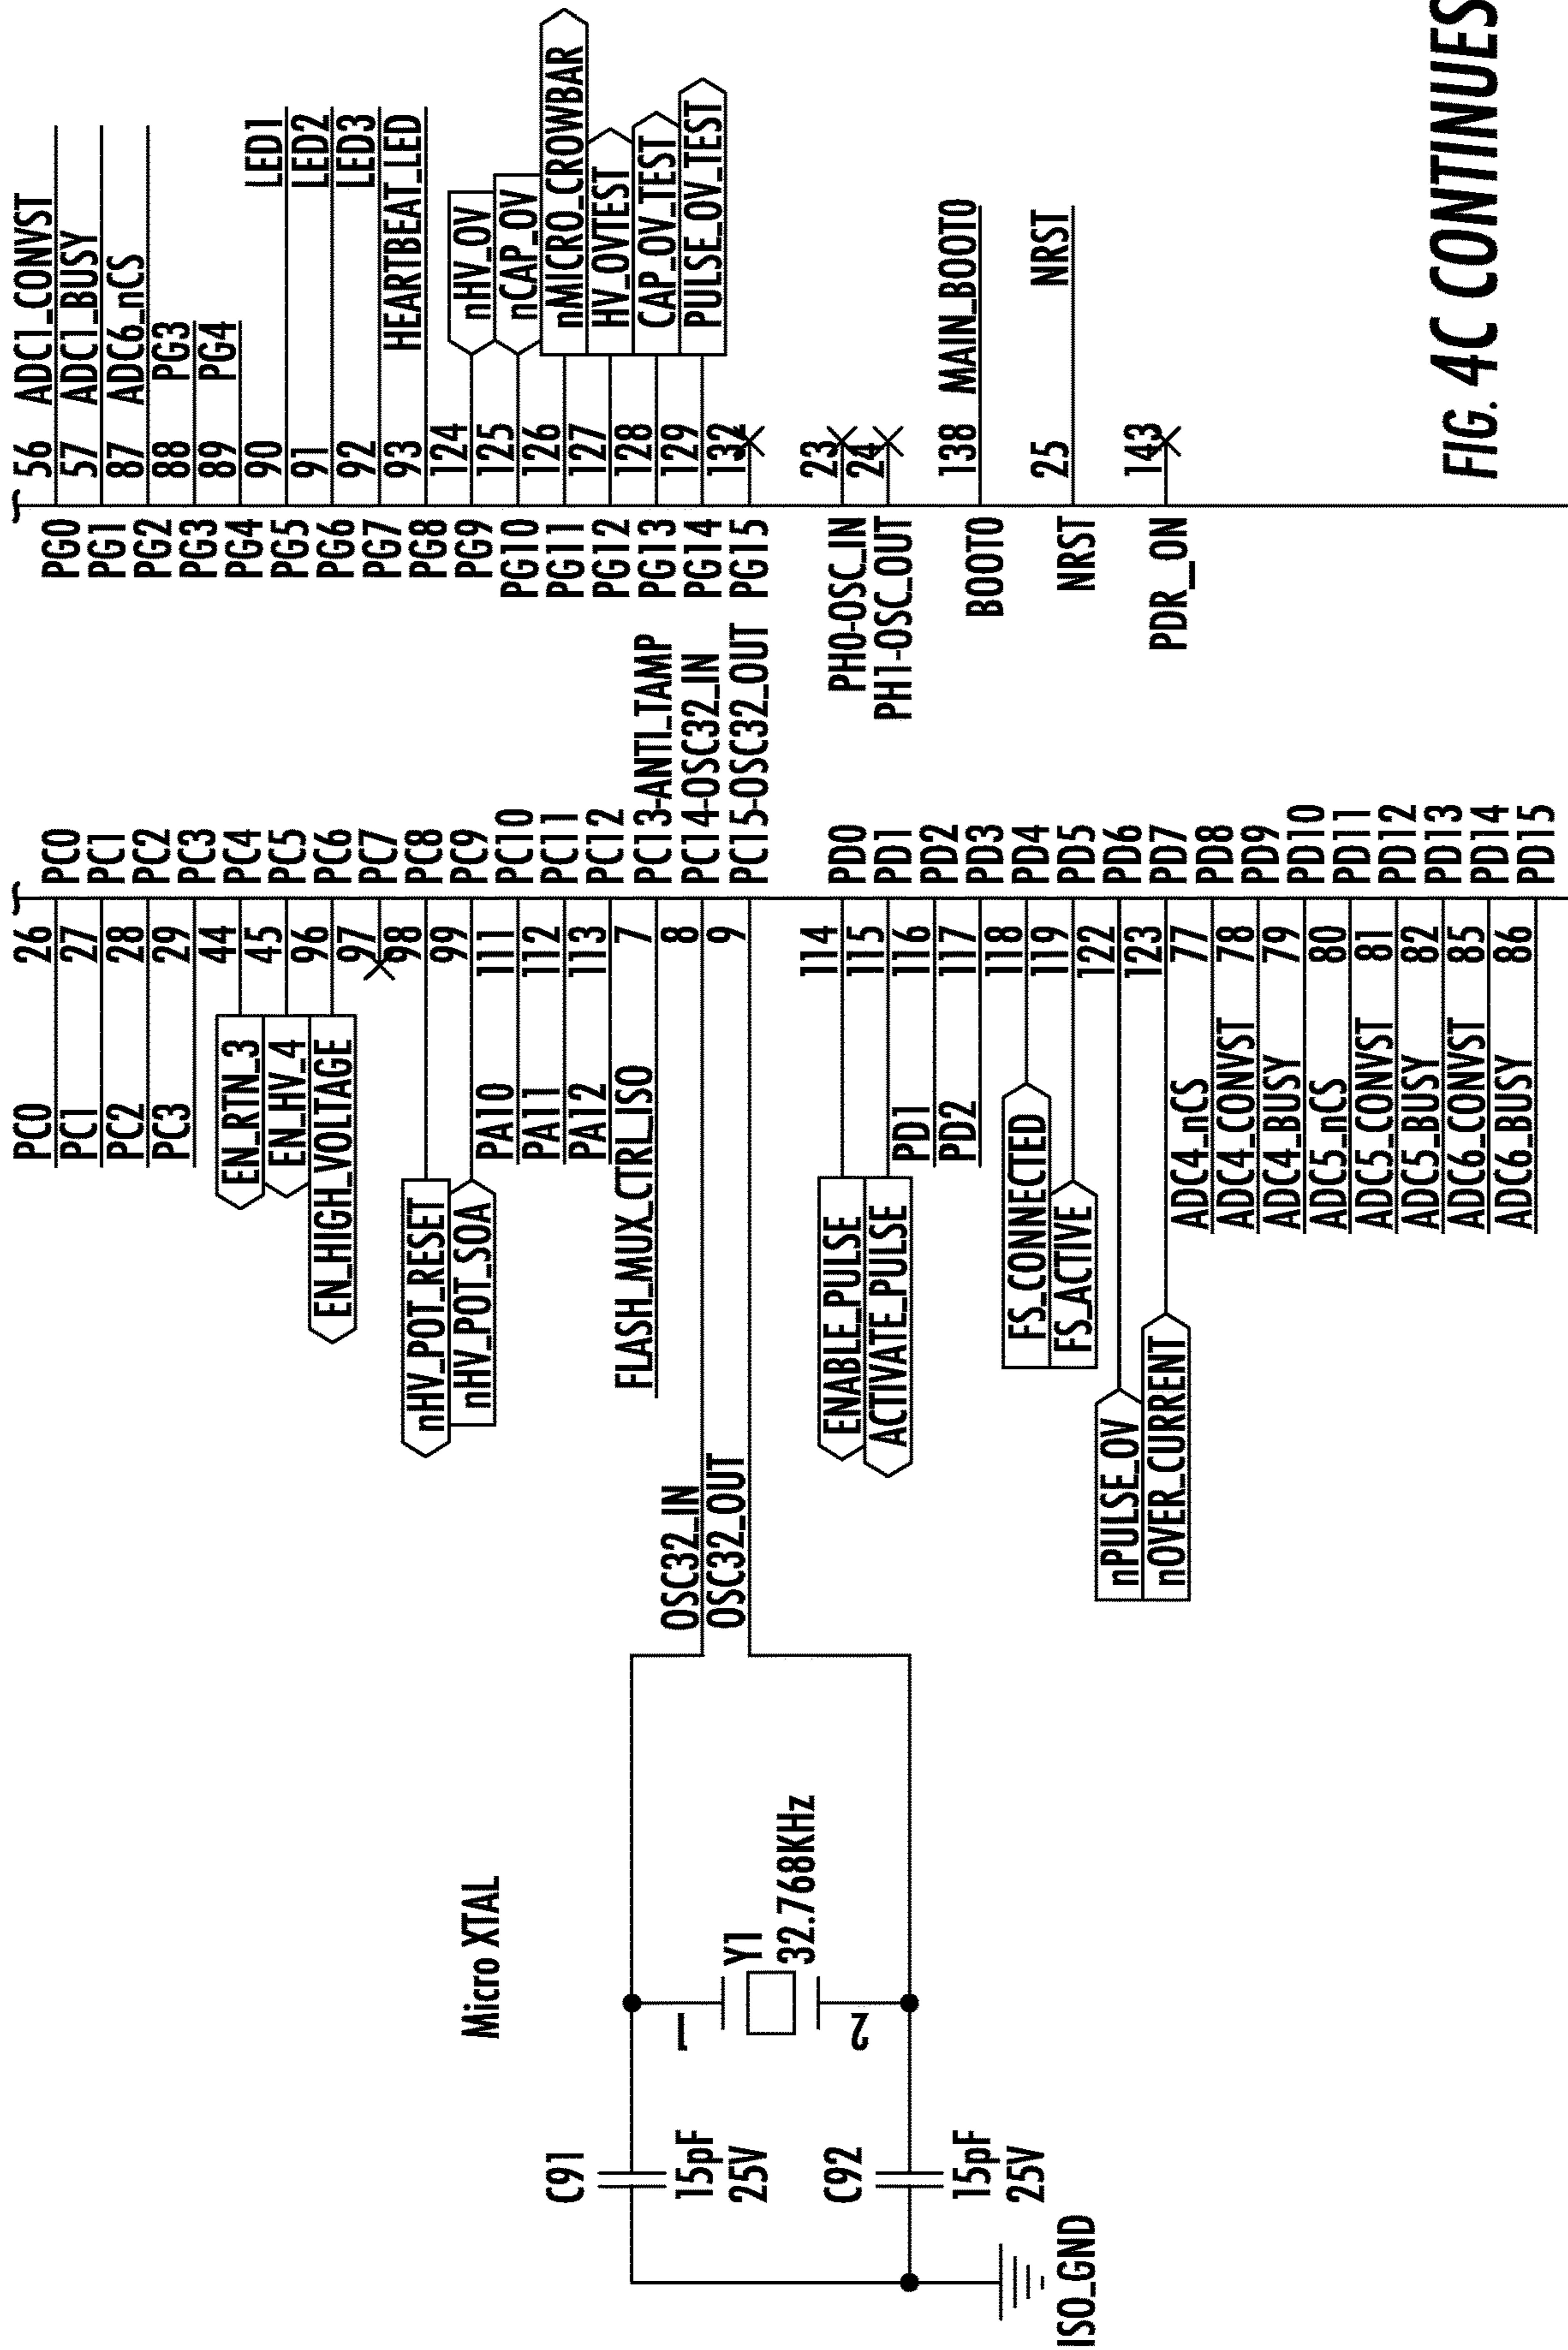 Micro XTAL
C91
15pF
25V
C92
15pF
25V
ISO_GND
1
Y1
32.768KHz
2
OSC32_IN
OSC32_OUT
PC0 26 PC0
PC1 27 PC1
PC2 28 PC2
PC3 29 PC3
EN_RTN_3 44 PC4
EN_HV_4 45 PC5
EN_HIGH_VOLTAGE 96 PC6
97 PC7
nHV_POT_RESET 98 PC8
nHV_POT_SOA 99 PC9
PA10 111 PC10
PA11 112 PC11
PA12 113 PC12
FLASH_MUX_CTRL_ISO 7 PC13-ANTI_TAMP
8 PC14-OSC32_IN
9 PC15-OSC32_OUT
ENABLE_PULSE 114 PD0
ACTIVATE_PULSE 115 PD1
PD1 116 PD2
PD2 117 PD3
FS_CONNECTED 118 PD4
FS_ACTIVE 119 PD5
nPULSE_OV 122 PD6
nOVER_CURRENT 123 PD7
ADC4_nCS 77 PD8
ADC4_CONVST 78 PD9
ADC4_BUSY 79 PD10
ADC5_nCS 80 PD11
ADC5_CONVST 81 PD12
ADC5_BUSY 82 PD13
ADC6_CONVST 85 PD14
ADC6_BUSY 86 PD15
PG0 56 ADC1_CONVST
PG1 57 ADC1_BUSY
PG2 87 ADC6_nCS
PG3 88 PG3
PG4 89 PG4
PG5 90 LED1
PG6 91 LED2
PG7 92 LED3
PG8 93 HEARTBEAT_LED
PG9 124 nHV_OV
PG10 125 nCAP_OV
PG11 126 nMICRO_CROWBAR
PG12 127 HV_OVTEST
PG13 128 CAP_OV_TEST
PG14 129 PULSE_OV_TEST
PG15 132
PH0-OSC_IN 23
PH1-OSC_OUT 24
BOOT0 138 MAIN_BOOT0
NRST 25 NRST
PDR_ON 143
FIG. 4C CONTINUES